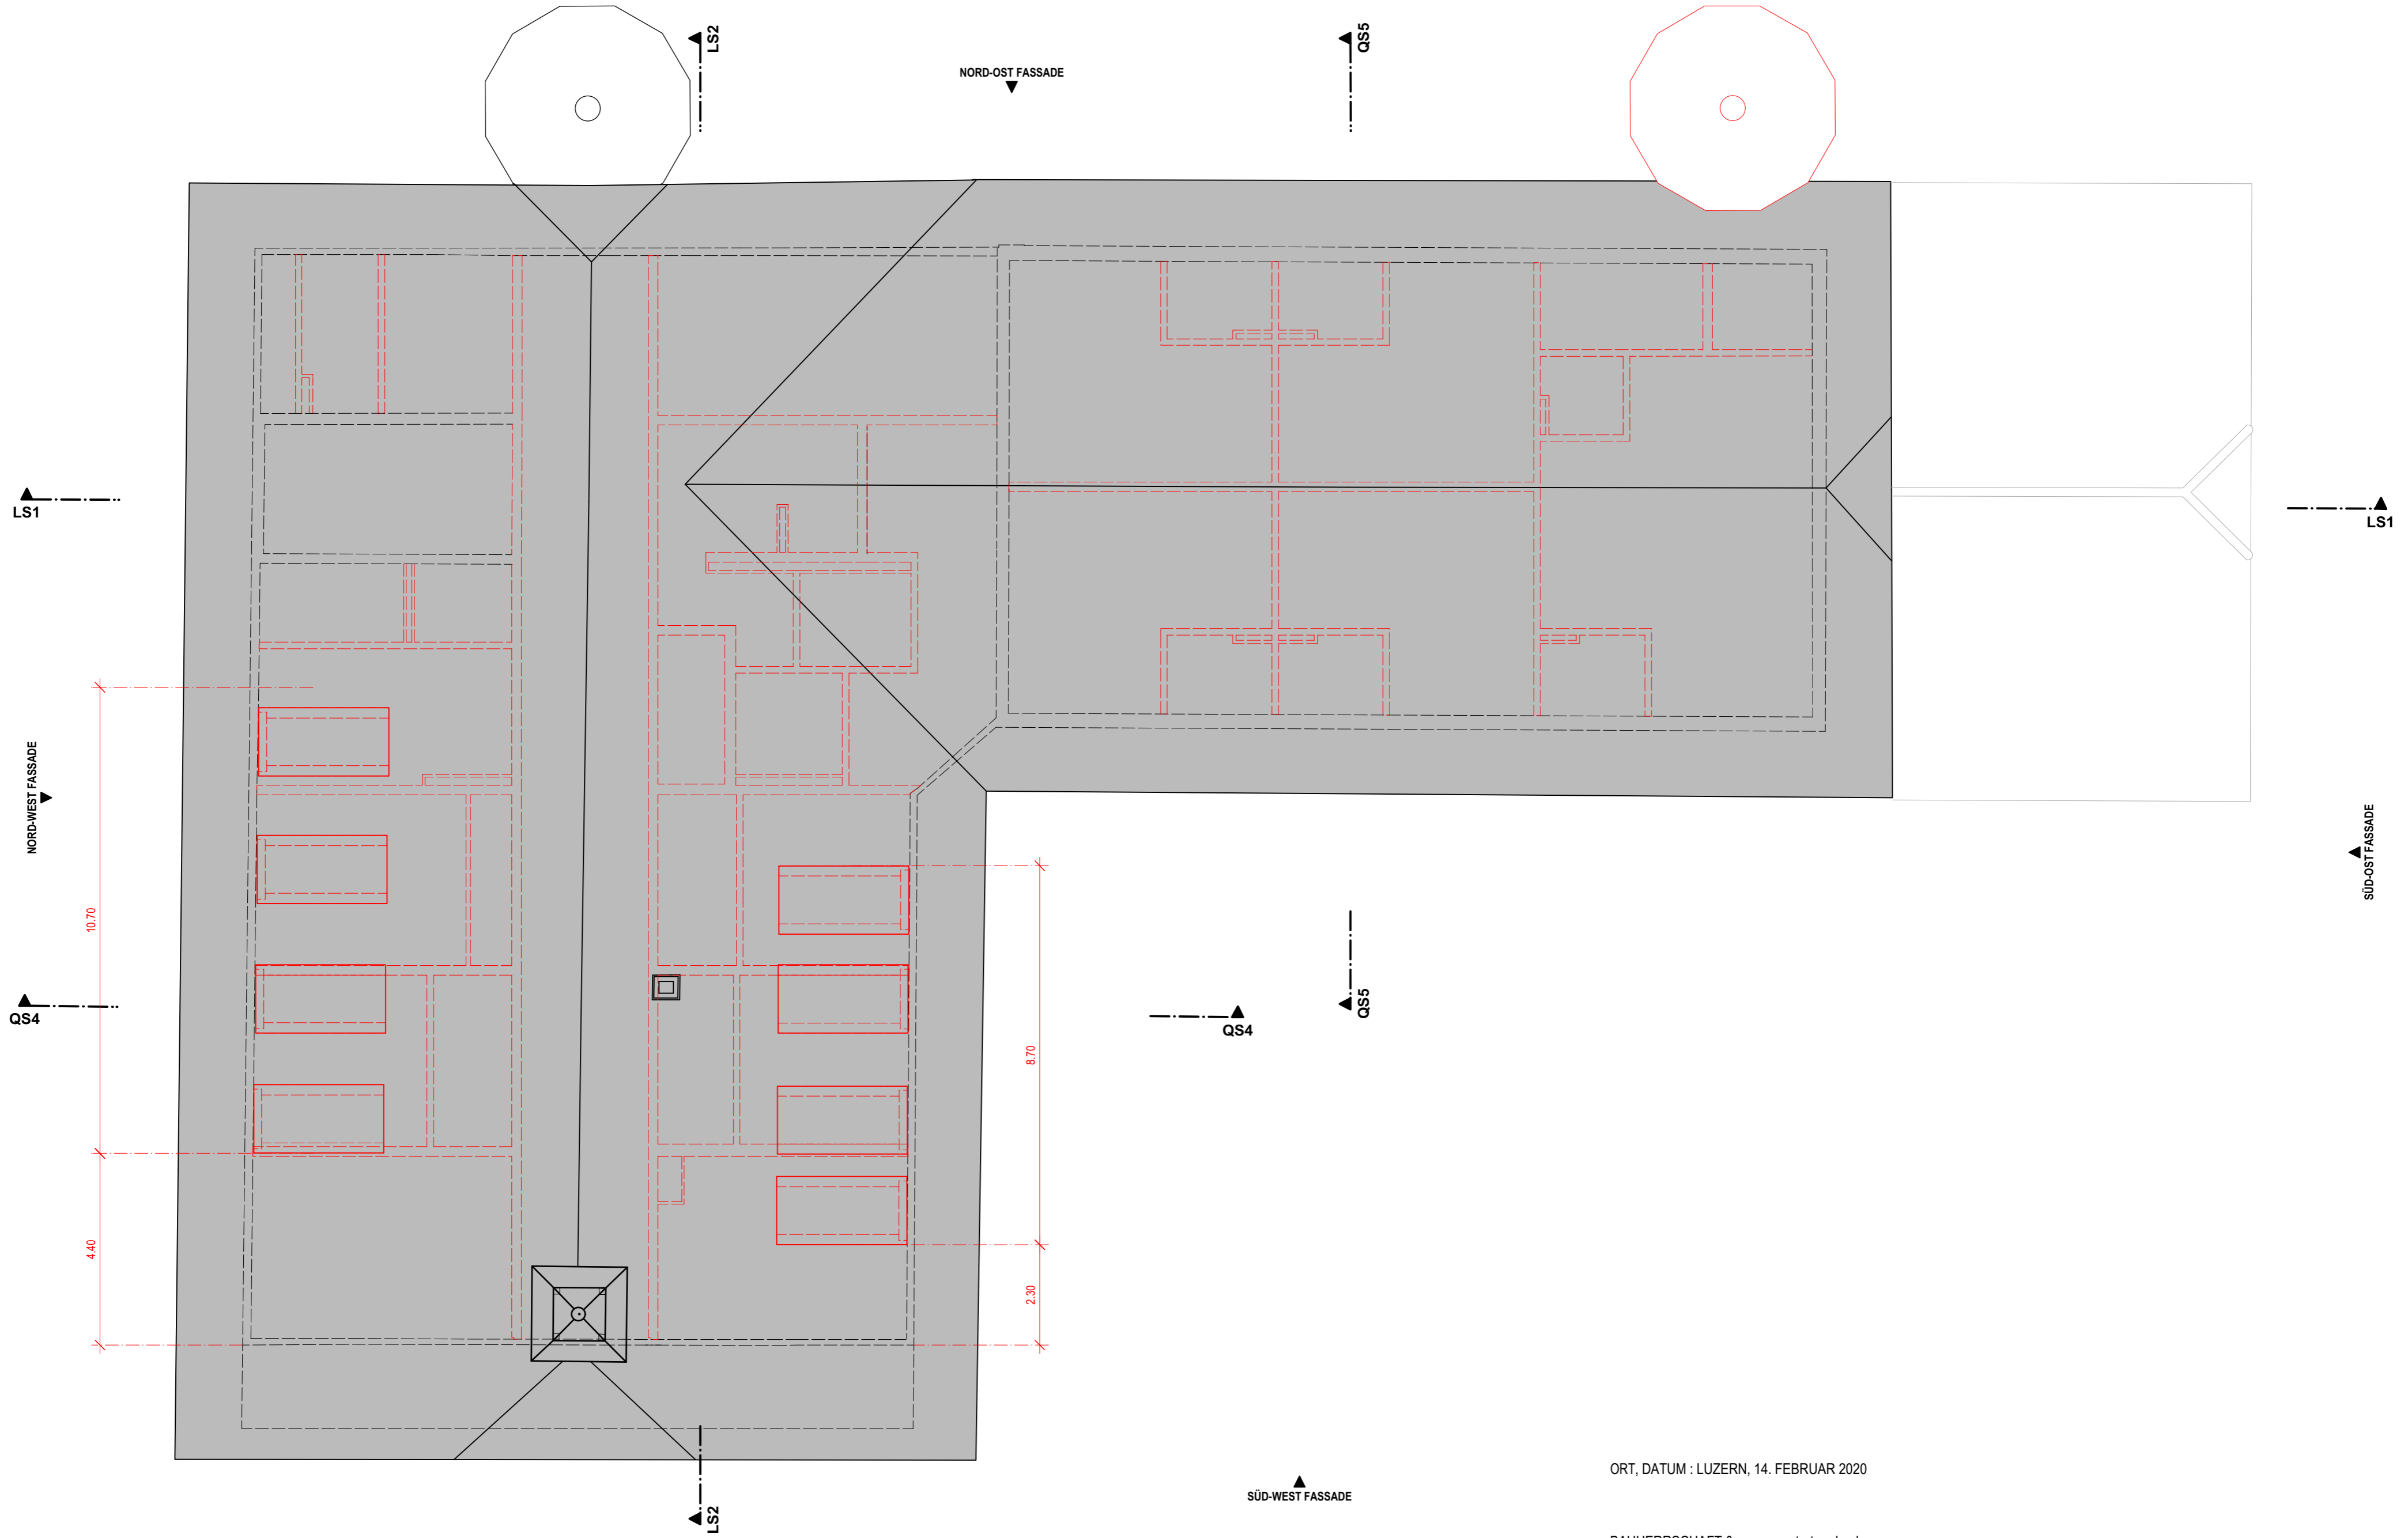 LS2
QS5
NORD-OST FASSADE
LS1
LS1
NORD-WEST FASSADE
SÜD-OST FASSADE
10.70
8.70
QS4
QS4
QS5
4.40
2.30
ORT, DATUM : LUZERN, 14. FEBRUAR 2020
SÜD-WEST FASSADE
LS2